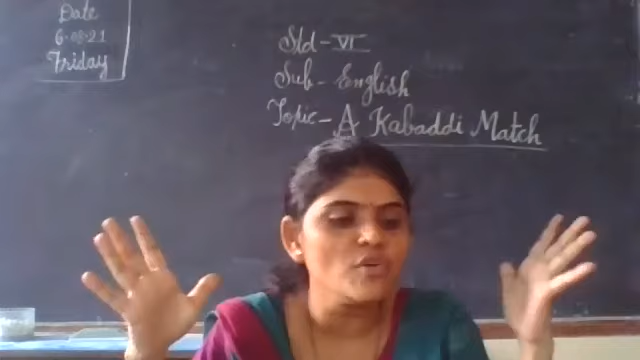 Date
6-08-21
Friday
Std - VI
Sub - English
Topic - A Kabaddi Match